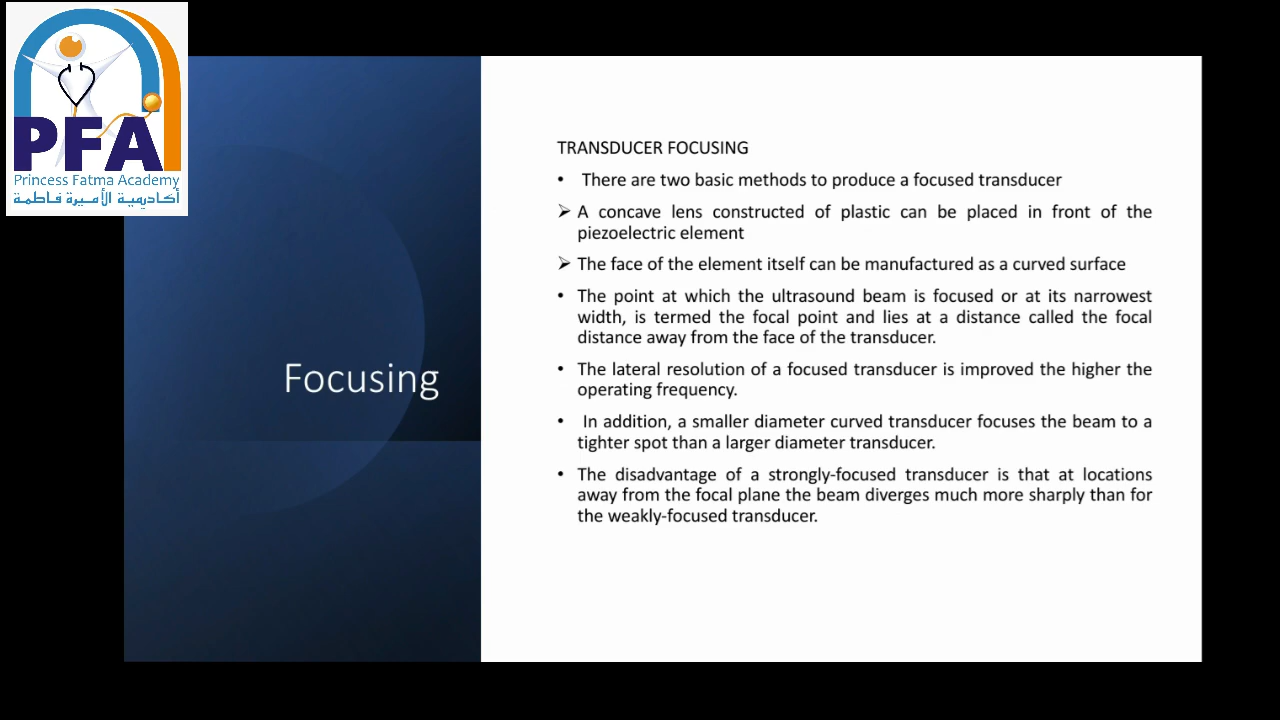 PFA
Princess Fatma Academy
أكاديمية الأميرة فاطمة
Focusing
TRANSDUCER FOCUSING
• There are two basic methods to produce a focused transducer
➢ A concave lens constructed of plastic can be placed in front of the
piezoelectric element
➢ The face of the element itself can be manufactured as a curved surface
• The point at which the ultrasound beam is focused or at its narrowest
width, is termed the focal point and lies at a distance called the focal
distance away from the face of the transducer.
• The lateral resolution of a focused transducer is improved the higher the
operating frequency.
• In addition, a smaller diameter curved transducer focuses the beam to a
tighter spot than a larger diameter transducer.
• The disadvantage of a strongly-focused transducer is that at locations
away from the focal plane the beam diverges much more sharply than for
the weakly-focused transducer.